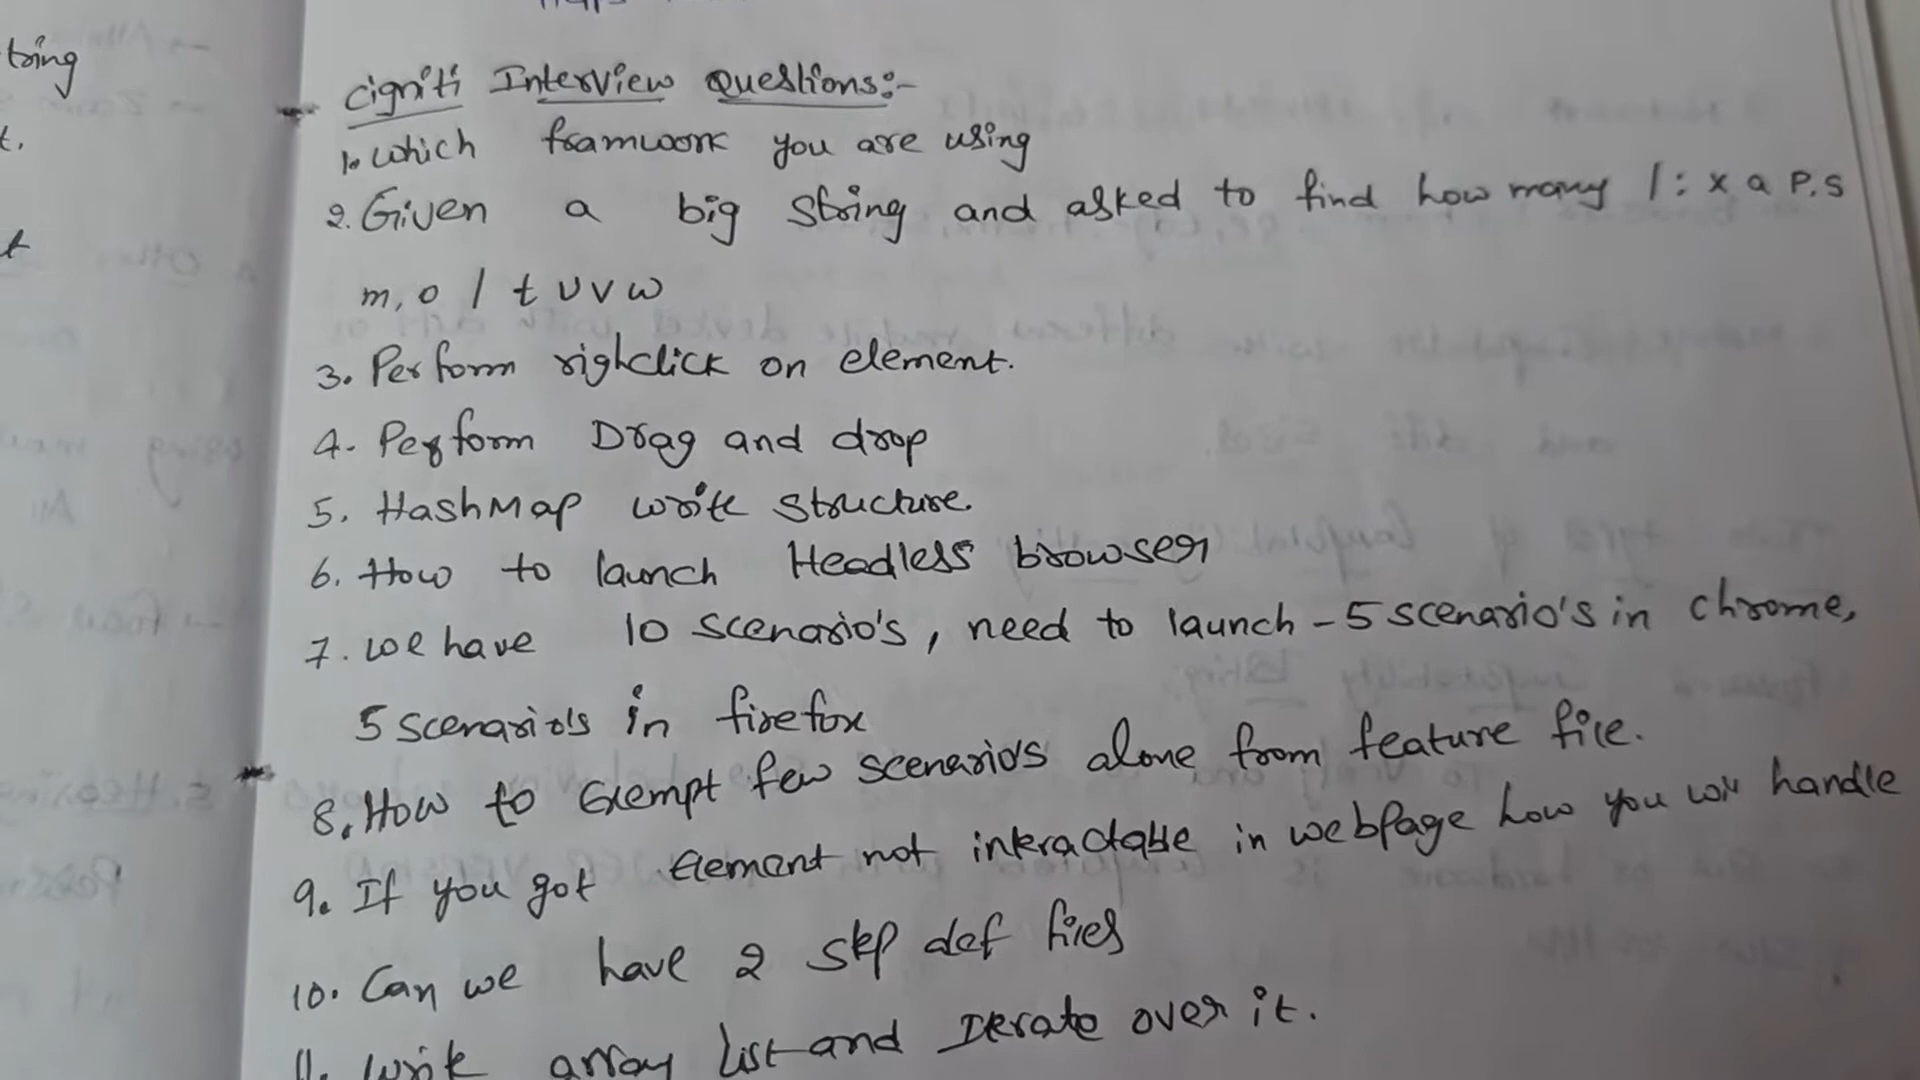 tring
t.
t
Cigniti Interview Questions:-
1. Which framwork you are using
2. Given a big string and asked to find how many / : x a p.s
m, o / t u v w
3. Perform righclick on element.
4. Perform Drag and drop
5. HashMap write structure.
6. How to launch Headless browser
7. we have 10 scenario's, need to launch - 5 scenario's in chrome,
5 scenario's in firefox
8. How to Exempt few scenario's alone from feature file.
9. If you got Element not interactable in webpage how you will handle
10. Can we have 2 step def files
11. Write array list and Iterate over it.